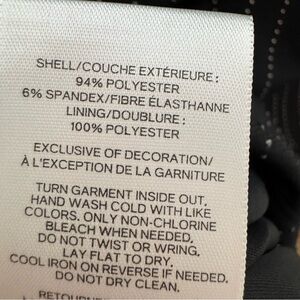 SHELL/COUCHE EXTÉRIEURE :
94% POLYESTER
6% SPANDEX/FIBRE ÉLASTHANNE
LINING/DOUBLURE :
100% POLYESTER
EXCLUSIVE OF DECORATION/
À L'EXCEPTION DE LA GARNITURE
TURN GARMENT INSIDE OUT,
HAND WASH COLD WITH LIKE
COLORS. ONLY NON-CHLORINE
BLEACH WHEN NEEDED.
DO NOT TWIST OR WRING.
LAY FLAT TO DRY.
COOL IRON ON REVERSE IF NEEDED.
DO NOT DRY CLEAN.